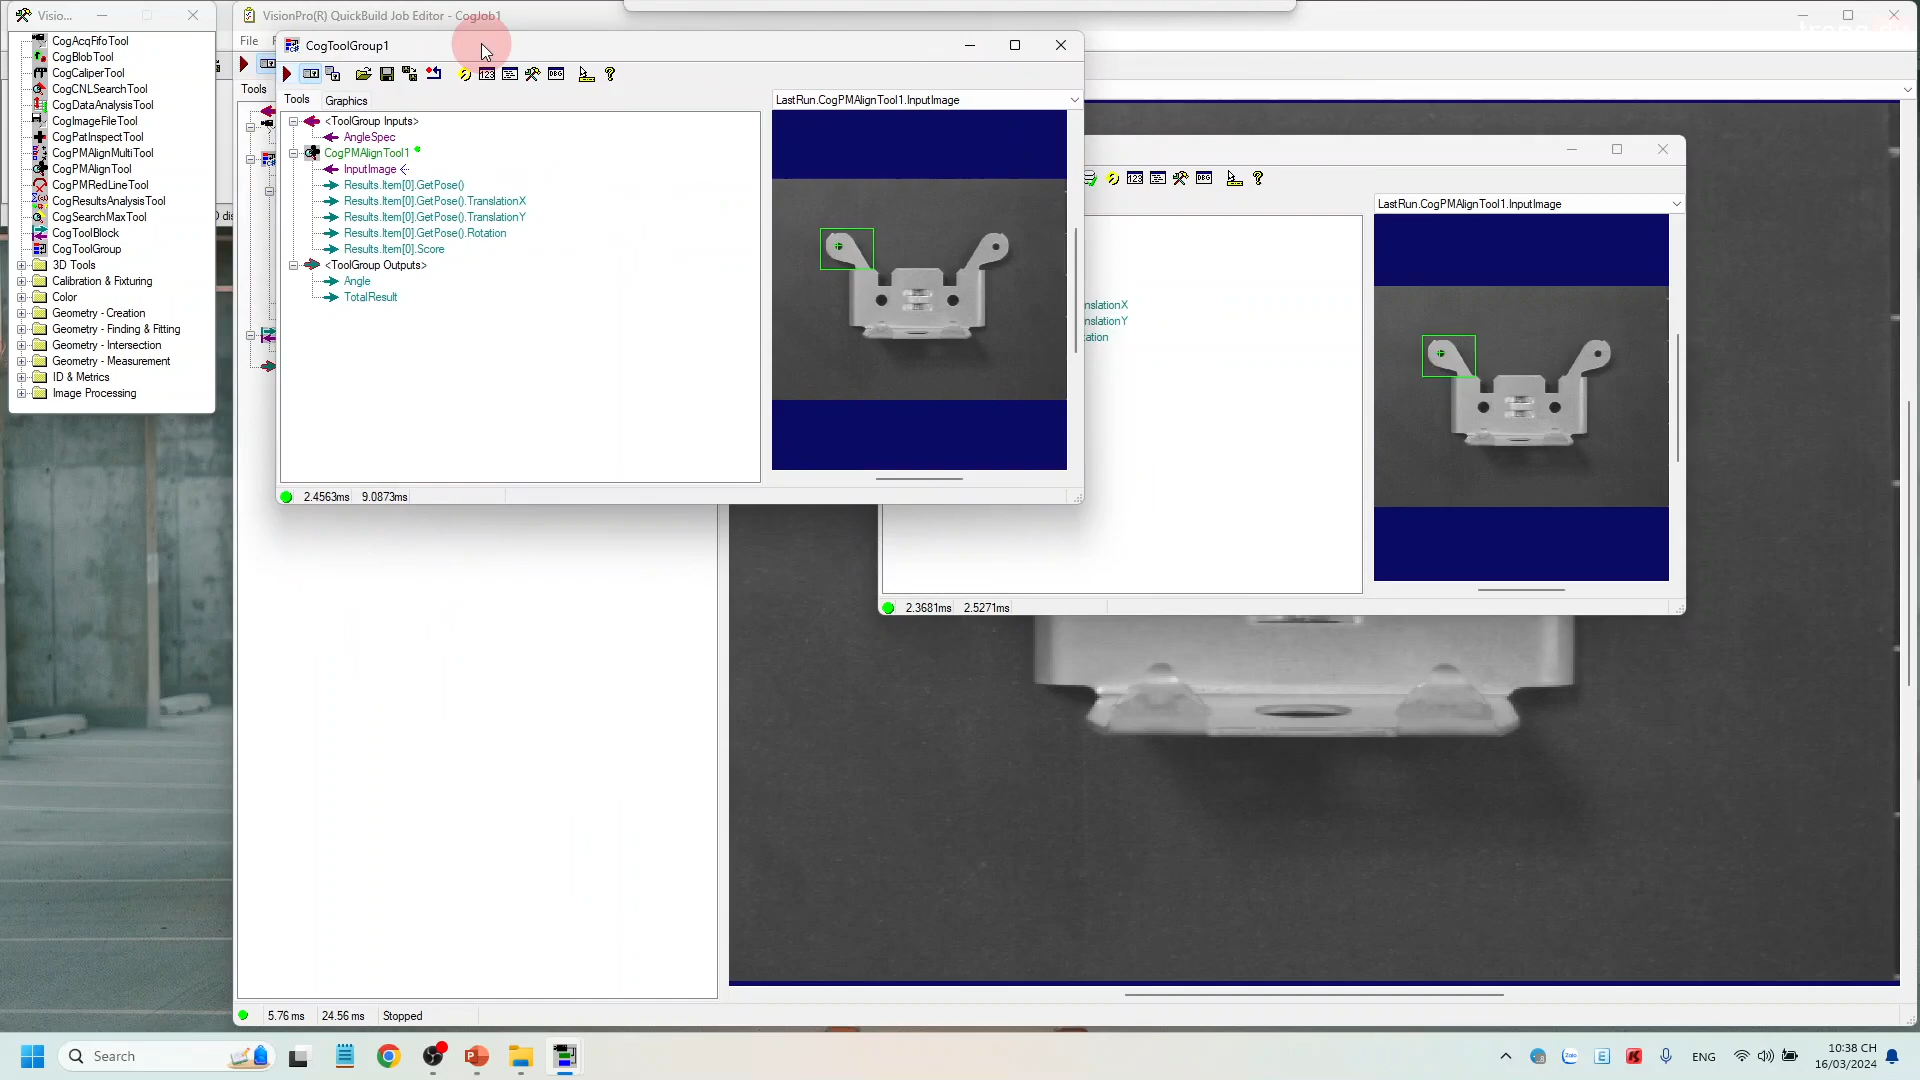 Visio...
CogAcqFifoTool
CogBlobTool
CogCaliperTool
CogCNLSearchTool
CogDataAnalysisTool
CogImageFileTool
CogPatInspectTool
CogPMAlignMultiTool
CogPMAlignTool
CogPMRedLineTool
CogResultsAnalysisTool
CogSearchMaxTool
CogToolBlock
CogToolGroup
3D Tools
Calibration & Fixturing
Color
Geometry - Creation
Geometry - Finding & Fitting
Geometry - Intersection
Geometry - Measurement
ID & Metrics
Image Processing
VisionPro(R) QuickBuild Job Editor - CogJob1
File
Tools
CogToolGroup1
Tools
Graphics
<ToolGroup Inputs>
AngleSpec
CogPMAlignTool1
InputImage
Results.Item[0].GetPose()
Results.Item[0].GetPose().TranslationX
Results.Item[0].GetPose().TranslationY
Results.Item[0].GetPose().Rotation
Results.Item[0].Score
<ToolGroup Outputs>
Angle
TotalResult
LastRun.CogPMAlignTool1.InputImage
2.4563ms 9.0873ms
LastRun.CogPMAlignTool1.InputImage
nslationX
nslationY
tation
2.3681ms 2.5271ms
5.76 ms 24.56 ms Stopped
Search
ENG
10:38 CH
16/03/2024